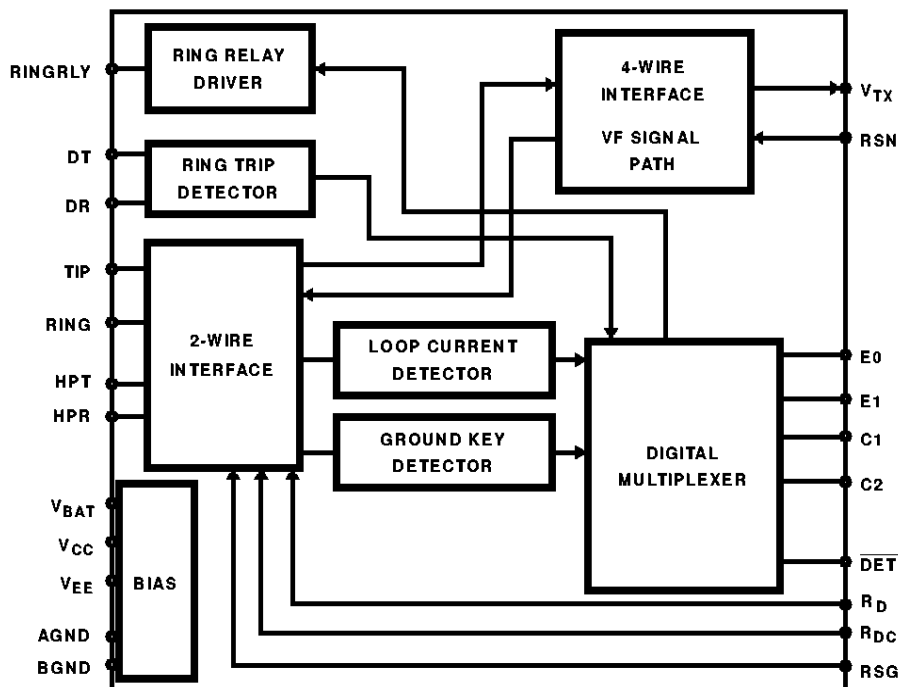 RINGRLY
DT
DR
TIP
RING
HPT
HPR
VBAT
VCC
VEE
AGND
BGND
RING RELAY
DRIVER
RING TRIP
DETECTOR
2-WIRE
INTERFACE
BIAS
LOOP CURRENT
DETECTOR
GROUND KEY
DETECTOR
4-WIRE
INTERFACE
VF SIGNAL
PATH
DIGITAL
MULTIPLEXER
VTX
RSN
E0
E1
C1
C2
DET
RD
RDC
RSG